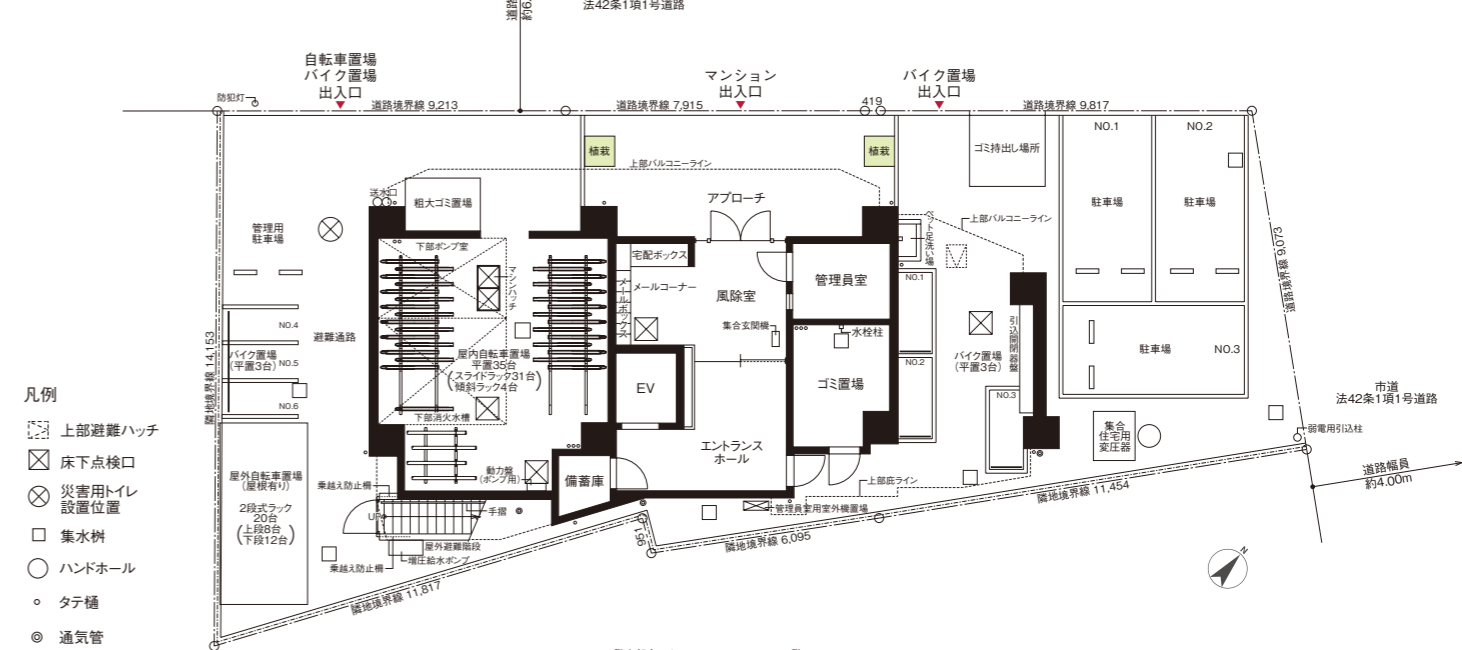 法42条1項1号道路
自転車置場
バイク置場
出入口
マンション
出入口
バイク置場
出入口
防犯灯
道路境界線 9,213
道路境界線 7,915
419
道路境界線 9,817
NO.1
NO.2
植栽
植栽
ゴミ持出し場所
上部バルコニーライン
送水口
粗大ゴミ置場
アプローチ
駐車場
駐車場
管理用
駐車場
ペット足洗い場
上部バルコニーライン
下部ポンプ室
宅配ボックス
管理員室
道路境界線 9,073
マシンハッチ
メールコーナー
メールボックス
風除室
NO.1
集合玄関機
水栓柱
引込開閉器盤
NO.4
避難通路
バイク置場
(平置3台)
NO.5
NO.6
隣地境界線 14,153
屋内自転車置場
平置35台
(スライドラック31台
傾斜ラック4台)
EV
ゴミ置場
NO.2
バイク置場
(平置3台)
NO.3
駐車場
NO.3
市道
法42条1項1号道路
下部消火水槽
集合
住宅用
変圧器
弱電用引込柱
エントランス
ホール
動力盤
(ポンプ用)
備蓄庫
上部庇ライン
道路幅員
約4.00m
屋外自転車置場
(屋根有り)
2段式ラック
20台
(上段8台
下段12台)
乗越え防止柵
UP
手摺
屋外避難階段
増圧給水ポンプ
乗越え防止柵
管理員室用室外機置場
隣地境界線 11,454
951
隣地境界線 6,095
隣地境界線 11,817
N
凡例
上部避難ハッチ
床下点検口
災害用トイレ
設置位置
集水桝
ハンドホール
タテ樋
通気管